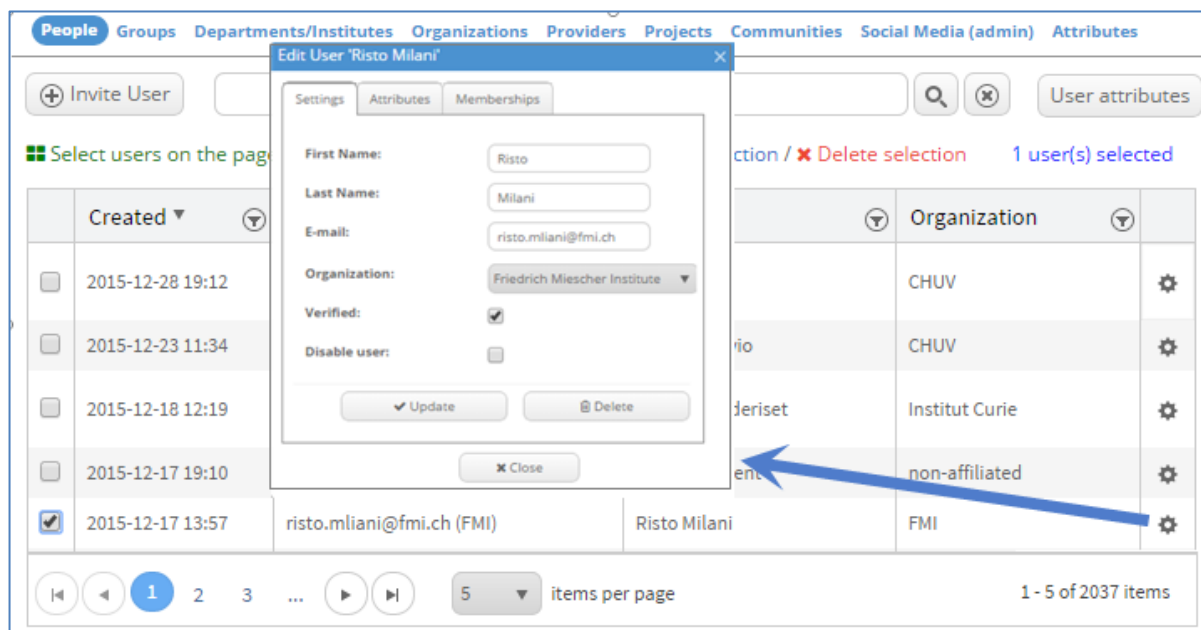 People Groups Departments/Institutes Organizations Providers Projects Communities Social Media (admin) Attributes
Edit User 'Risto Milani'
Invite User
User attributes
Settings Attributes Memberships
Select users on the
Delete selection
1 user(s) selected
First Name: Risto
Last Name: Milani
E-mail: risto.mliani@fmi.ch
Organization: Friedrich Miescher Institute
Verified:
Disable user:
Update Delete
Close
Created Organization
2015-12-28 19:12 CHUV
2015-12-23 11:34 CHUV
2015-12-18 12:19 Institut Curie
2015-12-17 19:10 non-affiliated
2015-12-17 13:57 risto.mliani@fmi.ch (FMI) Risto Milani FMI
1 2 3 ... 5 items per page 1 - 5 of 2037 items